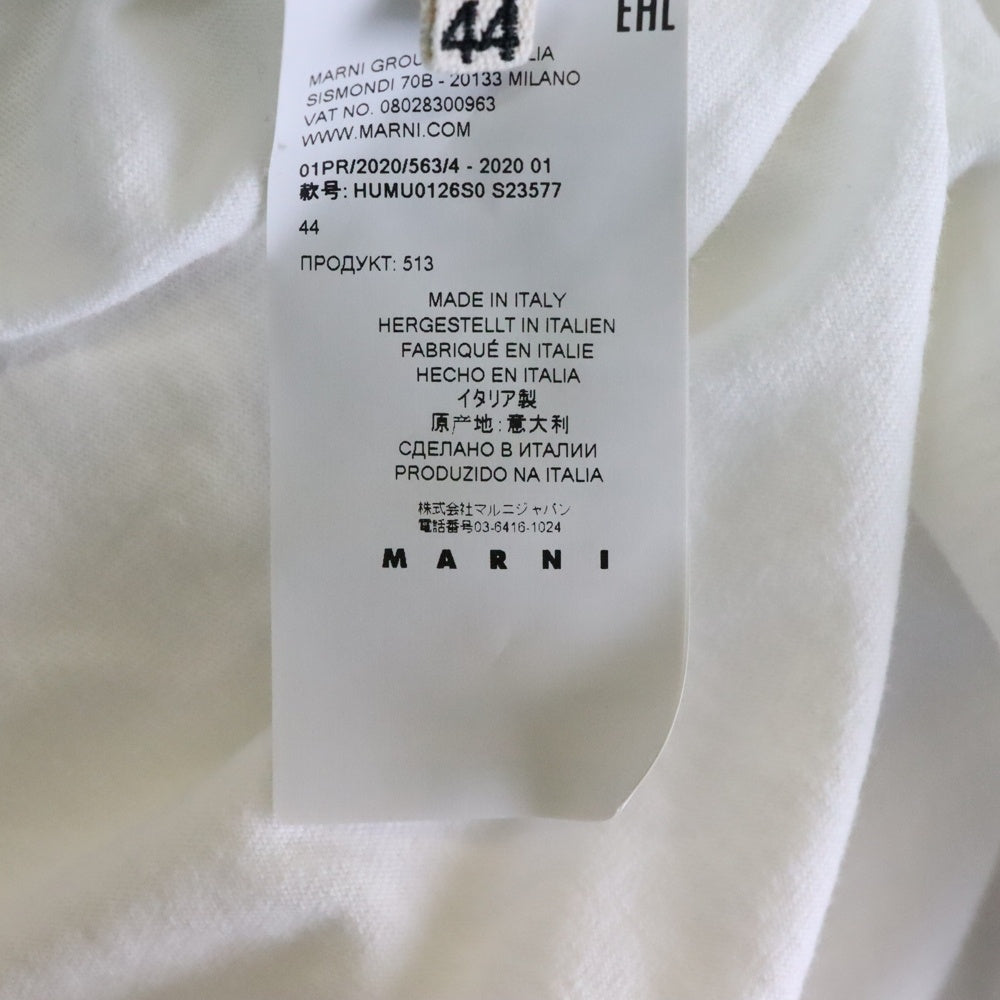 44
EAC
MARNI GROU LIA
SISMONDI 70B - 20133 MILANO
VAT NO. 08028300963
WWW.MARNI.COM
01PR/2020/563/4 - 2020 01
款号: HUMU0126S0 S23577
44
ПРОДУКТ: 513
MADE IN ITALY
HERGESTELLT IN ITALIEN
FABRIQUÉ EN ITALIE
HECHO EN ITALIA
イタリア製
原产地: 意大利
СДЕЛАНО В ИТАЛИИ
PRODUZIDO NA ITALIA
株式会社マルニジャパン
電話番号03-6416-1024
MARNI